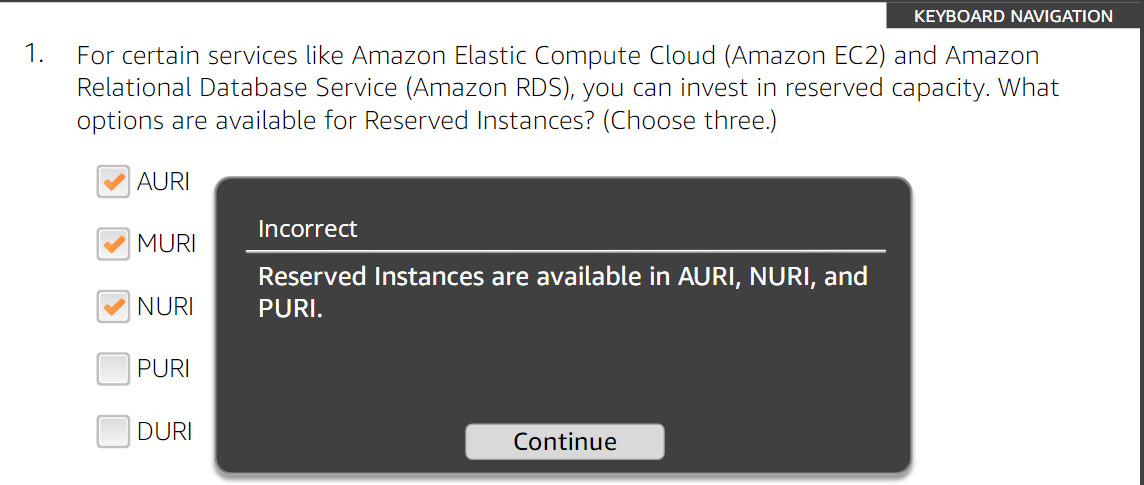 KEYBOARD NAVIGATION
1. For certain services like Amazon Elastic Compute Cloud (Amazon EC2) and Amazon
Relational Database Service (Amazon RDS), you can invest in reserved capacity. What
options are available for Reserved Instances? (Choose three.)
AURI
MURI
NURI
PURI
DURI
Incorrect
Reserved Instances are available in AURI, NURI, and
PURI.
Continue